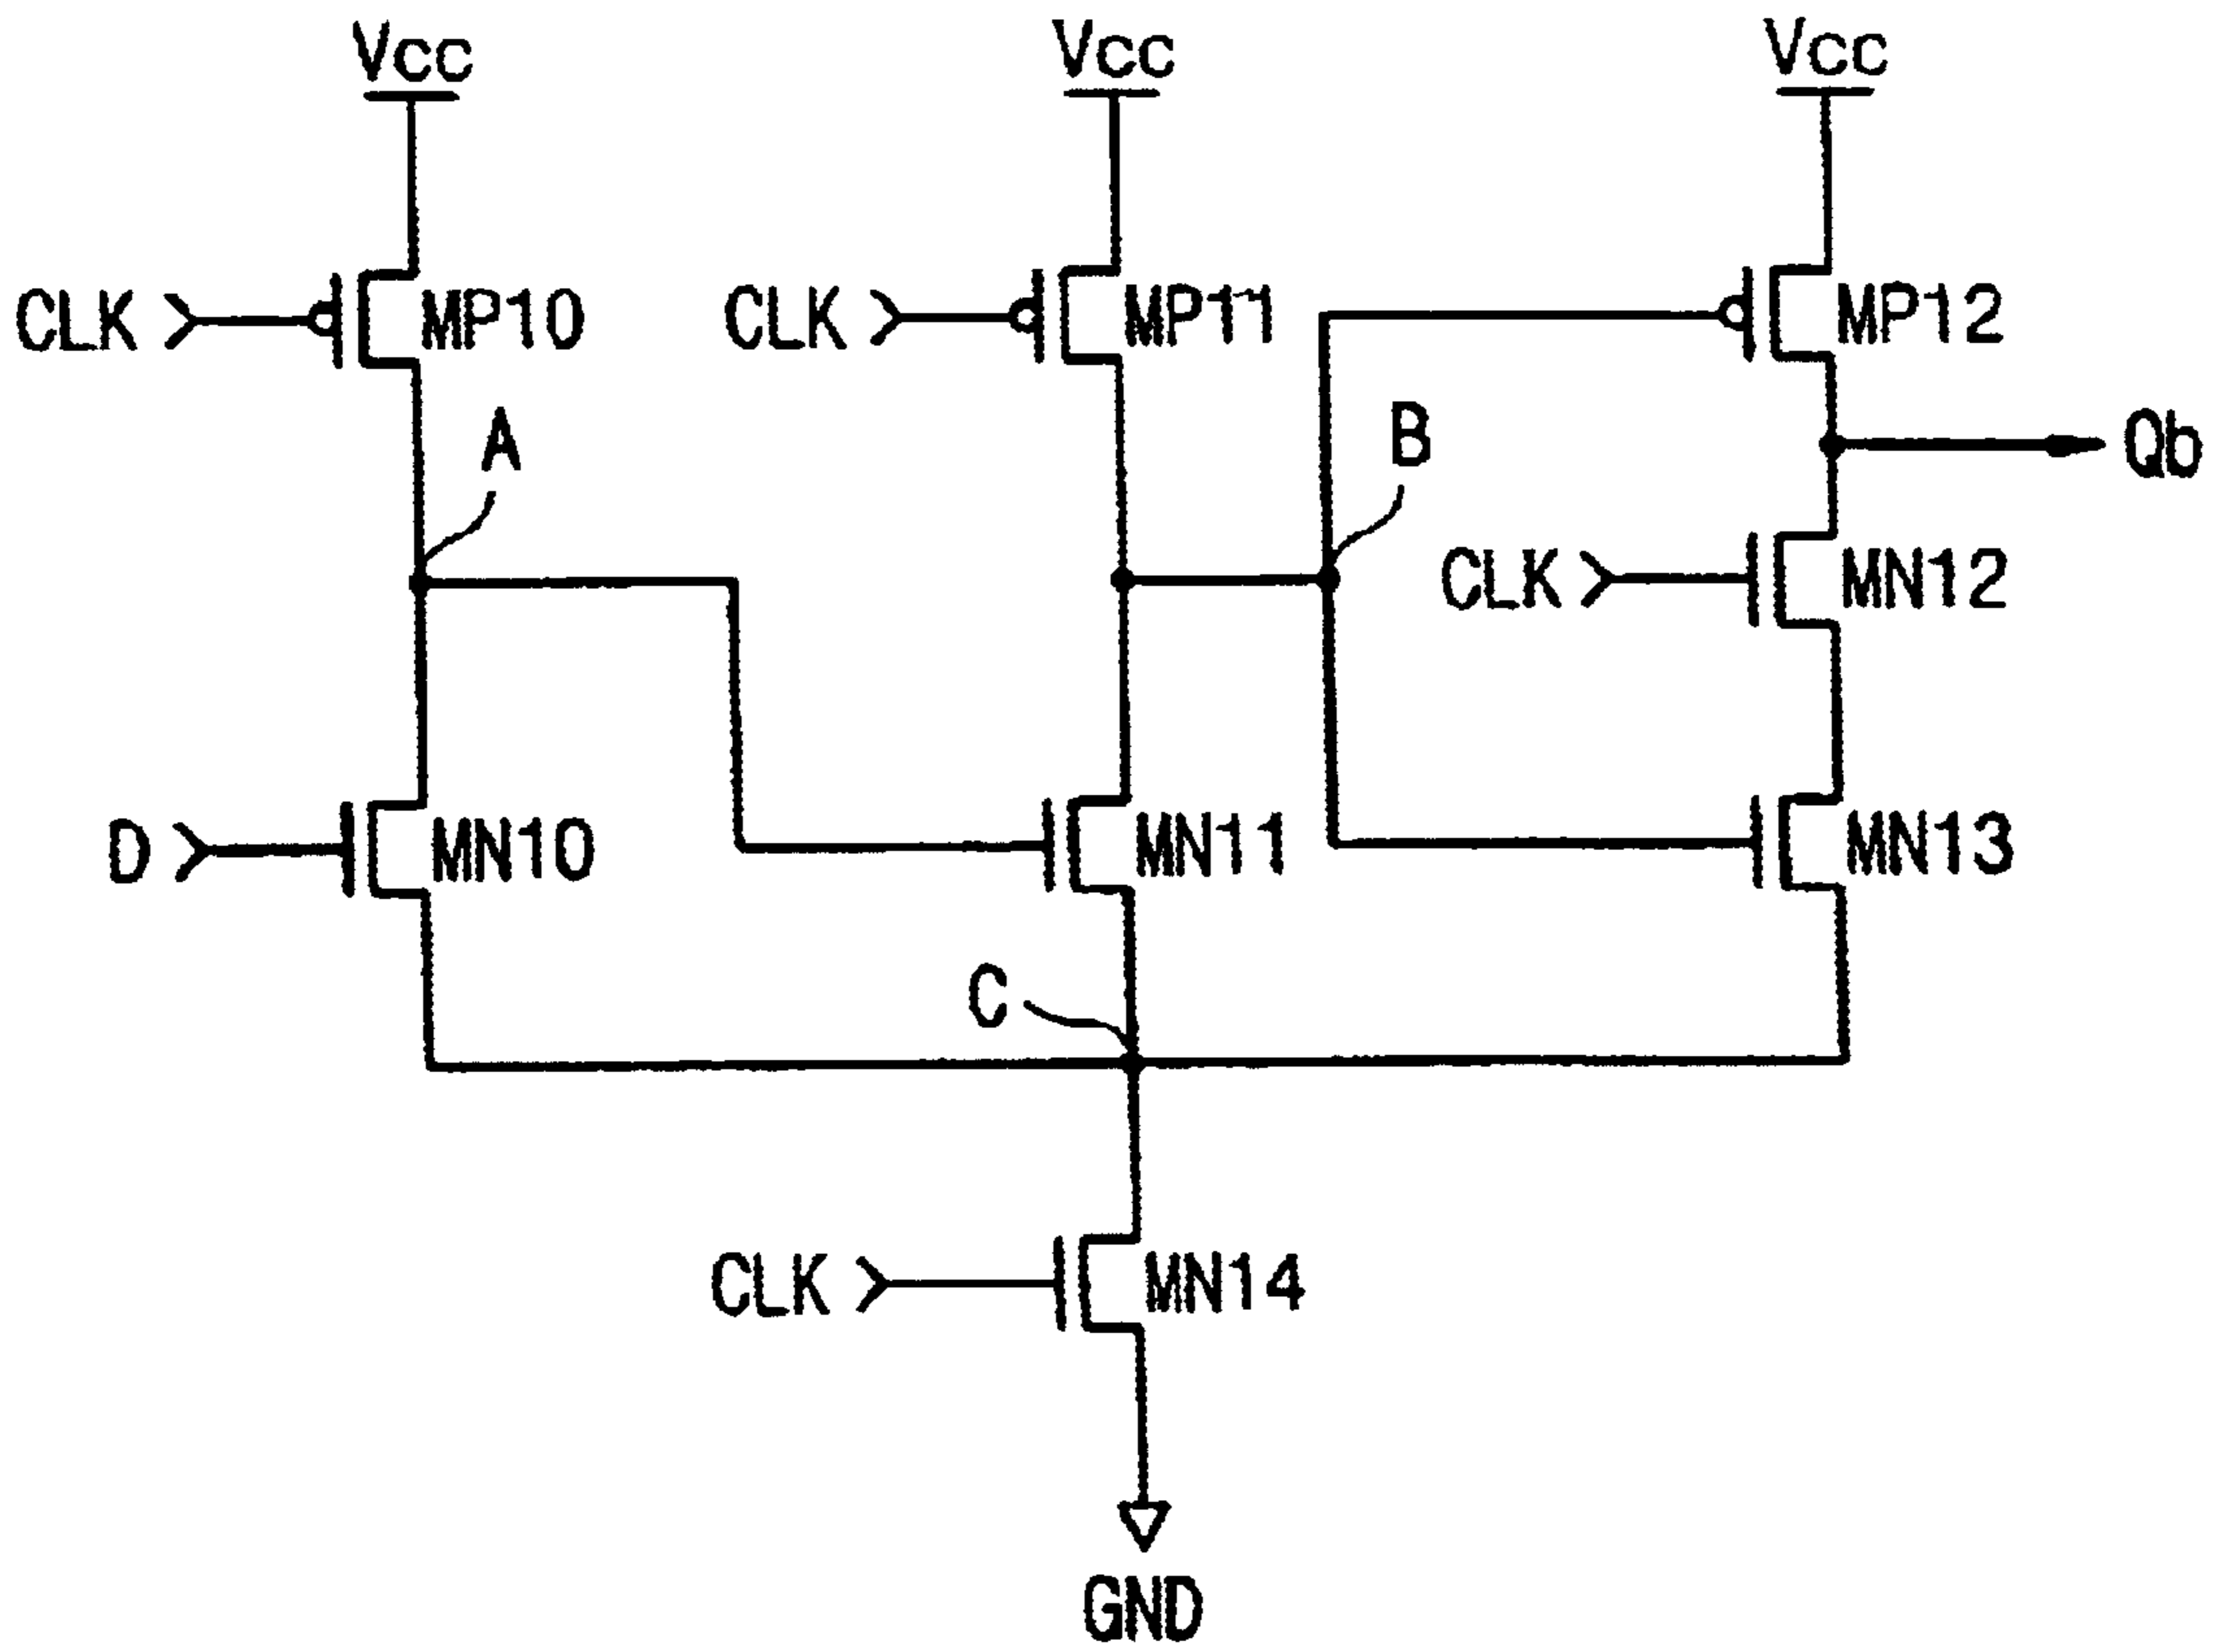 Vcc Vcc Vcc
CLK MP10 CLK MP11 MP12
A B Qb
CLK MN12
D MN10 MN11 MN13
C
CLK MN14
GND